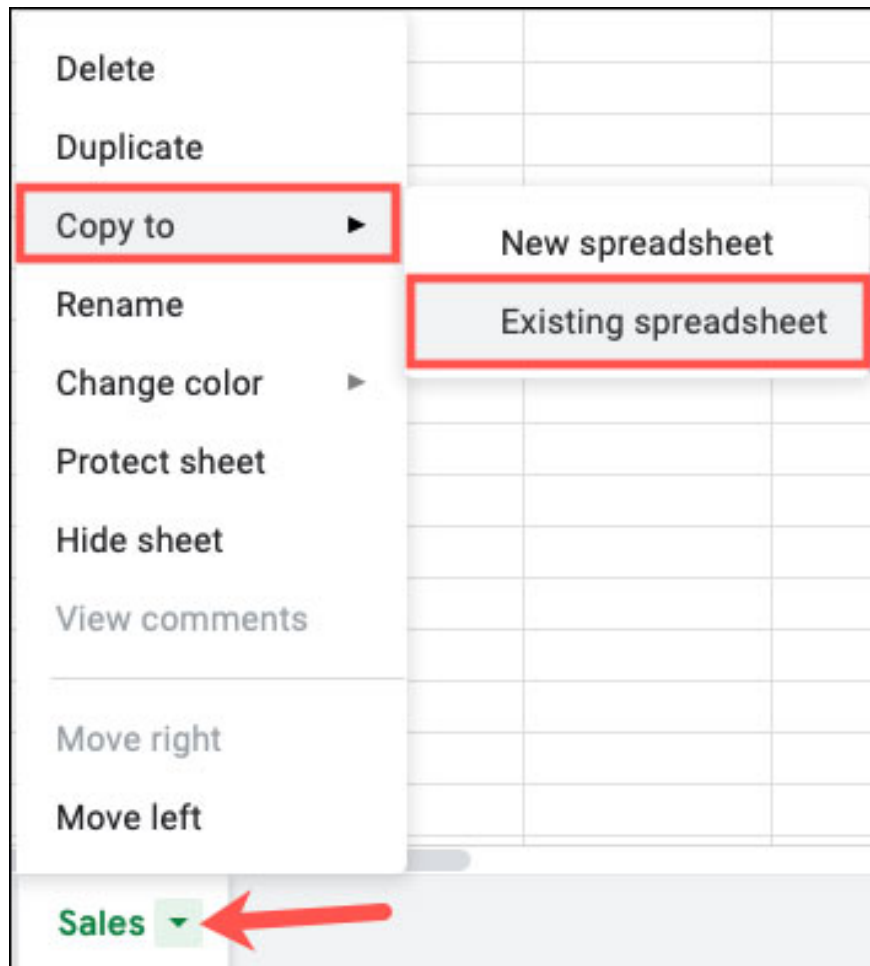 Delete
Duplicate
Copy to
New spreadsheet
Existing spreadsheet
Rename
Change color
Protect sheet
Hide sheet
View comments
Move right
Move left
Sales